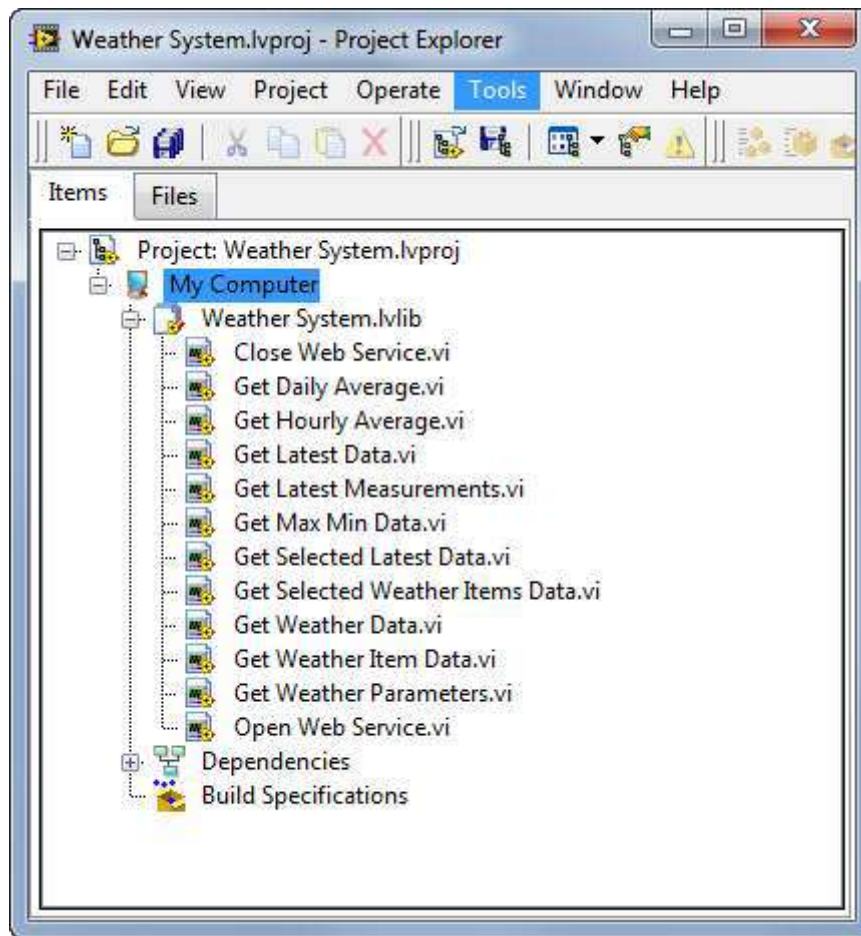 Weather System.lvproj - Project Explorer
File Edit View Project Operate Tools Window Help
Items Files
Project: Weather System.lvproj
My Computer
Weather System.lvlib
Close Web Service.vi
Get Daily Average.vi
Get Hourly Average.vi
Get Latest Data.vi
Get Latest Measurements.vi
Get Max Min Data.vi
Get Selected Latest Data.vi
Get Selected Weather Items Data.vi
Get Weather Data.vi
Get Weather Item Data.vi
Get Weather Parameters.vi
Open Web Service.vi
Dependencies
Build Specifications